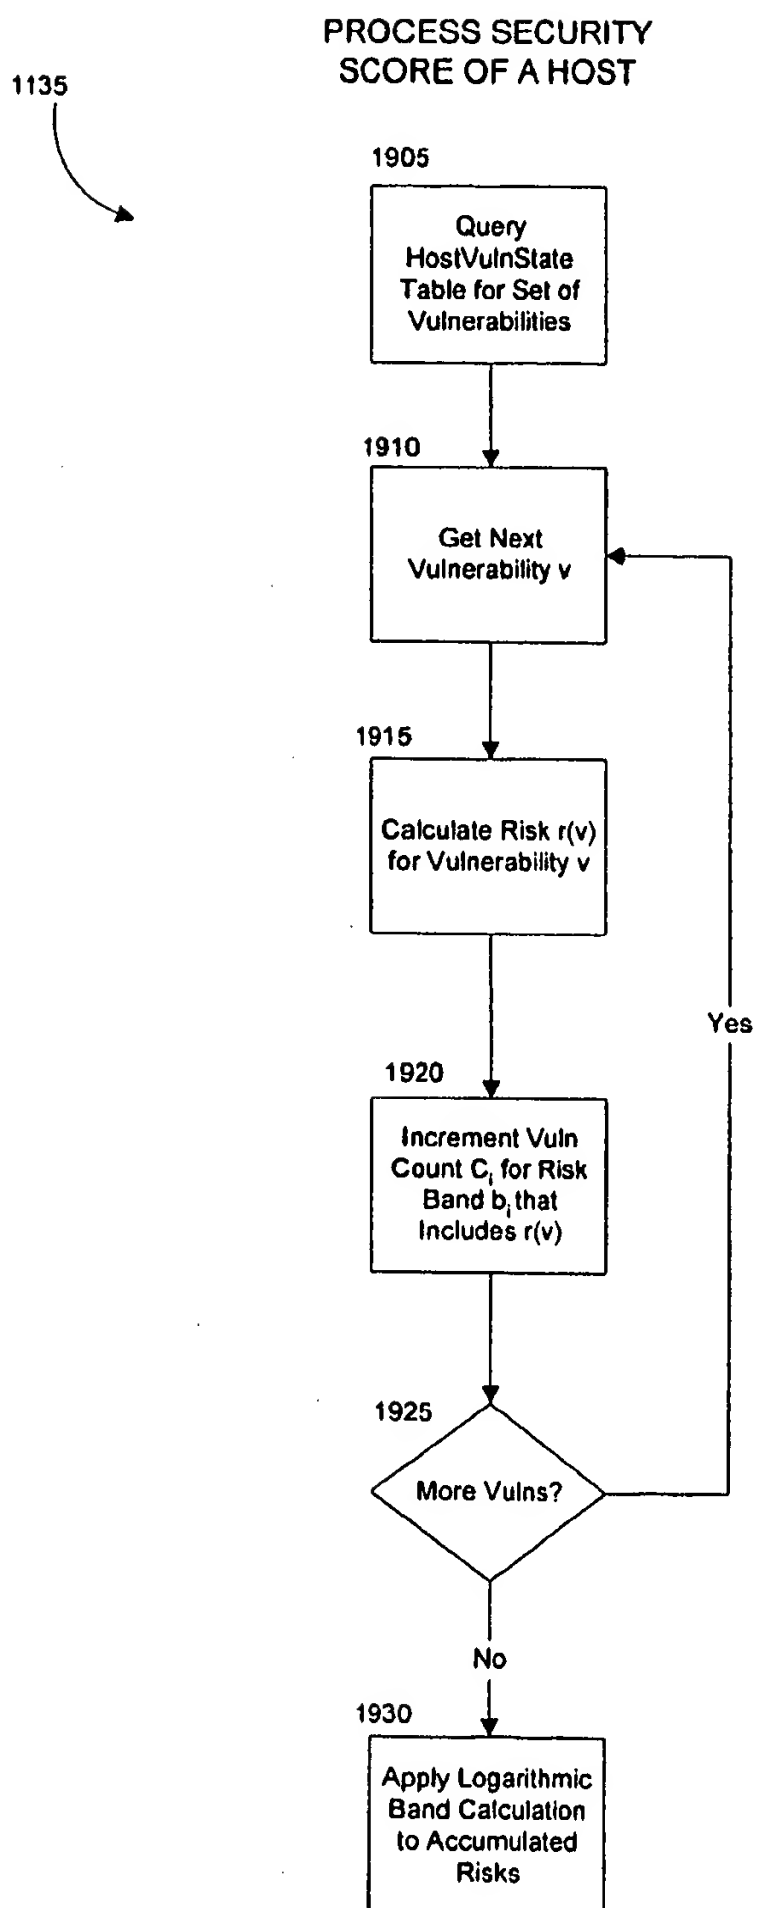 PROCESS SECURITY
SCORE OF A HOST
1135
1905
Query
HostVulnState
Table for Set of
Vulnerabilities
1910
Get Next
Vulnerability v
1915
Calculate Risk r(v)
for Vulnerability v
Yes
1920
Increment Vuln
Count Cᵢ for Risk
Band bᵢ that
Includes r(v)
1925
More Vulns?
No
1930
Apply Logarithmic
Band Calculation
to Accumulated
Risks